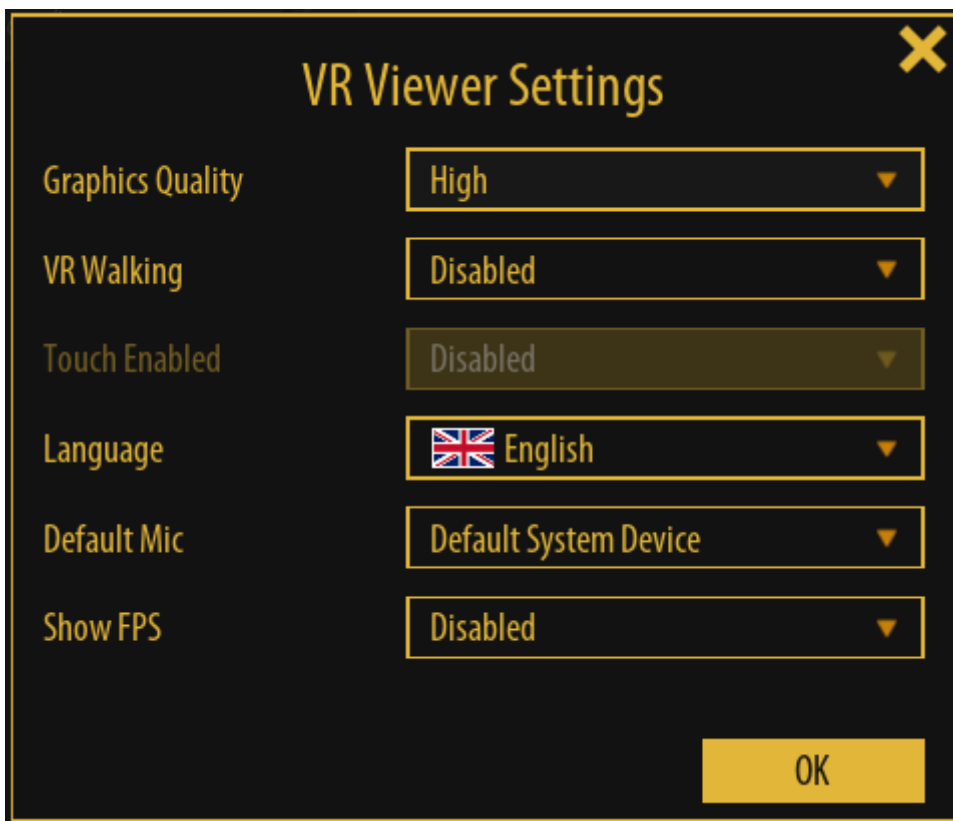 VR Viewer Settings
Graphics Quality High
VR Walking Disabled
Touch Enabled Disabled
Language English
Default Mic Default System Device
Show FPS Disabled
OK